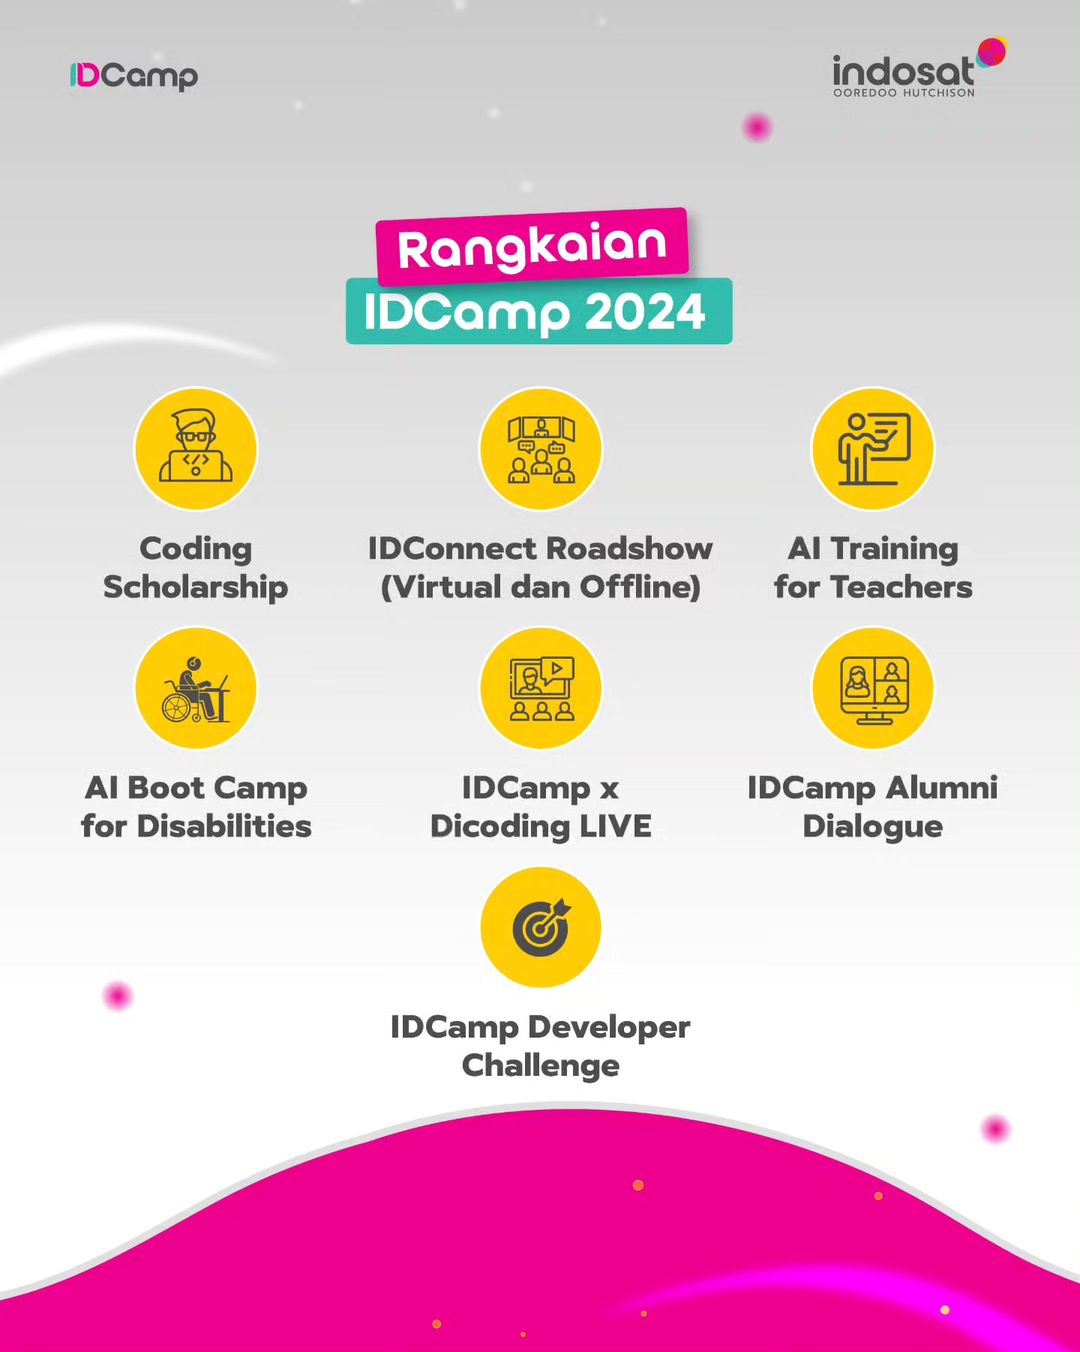 IDCamp
indosat
OOREDOO HUTCHISON
Rangkaian
IDCamp 2024
Coding
Scholarship
IDConnect Roadshow
(Virtual dan Offline)
AI Training
for Teachers
AI Boot Camp
for Disabilities
IDCamp x
Dicoding LIVE
IDCamp Alumni
Dialogue
IDCamp Developer
Challenge